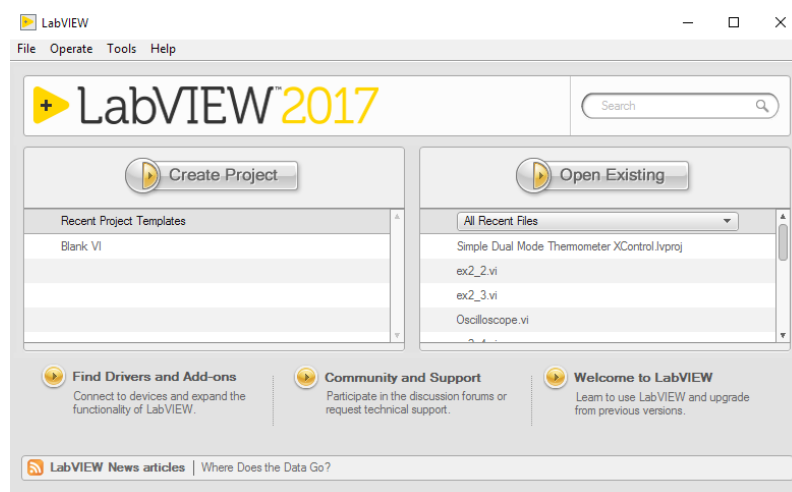 LabVIEW
File Operate Tools Help
LabVIEW™ 2017
Search
Create Project
Recent Project Templates
Blank VI
Open Existing
All Recent Files
Simple Dual Mode Thermometer XControl.lvproj
ex2_2.vi
ex2_3.vi
Oscilloscope.vi
Find Drivers and Add-ons
Connect to devices and expand the
functionality of LabVIEW.
Community and Support
Participate in the discussion forums or
request technical support.
Welcome to LabVIEW
Learn to use LabVIEW and upgrade
from previous versions.
LabVIEW News articles | Where Does the Data Go?